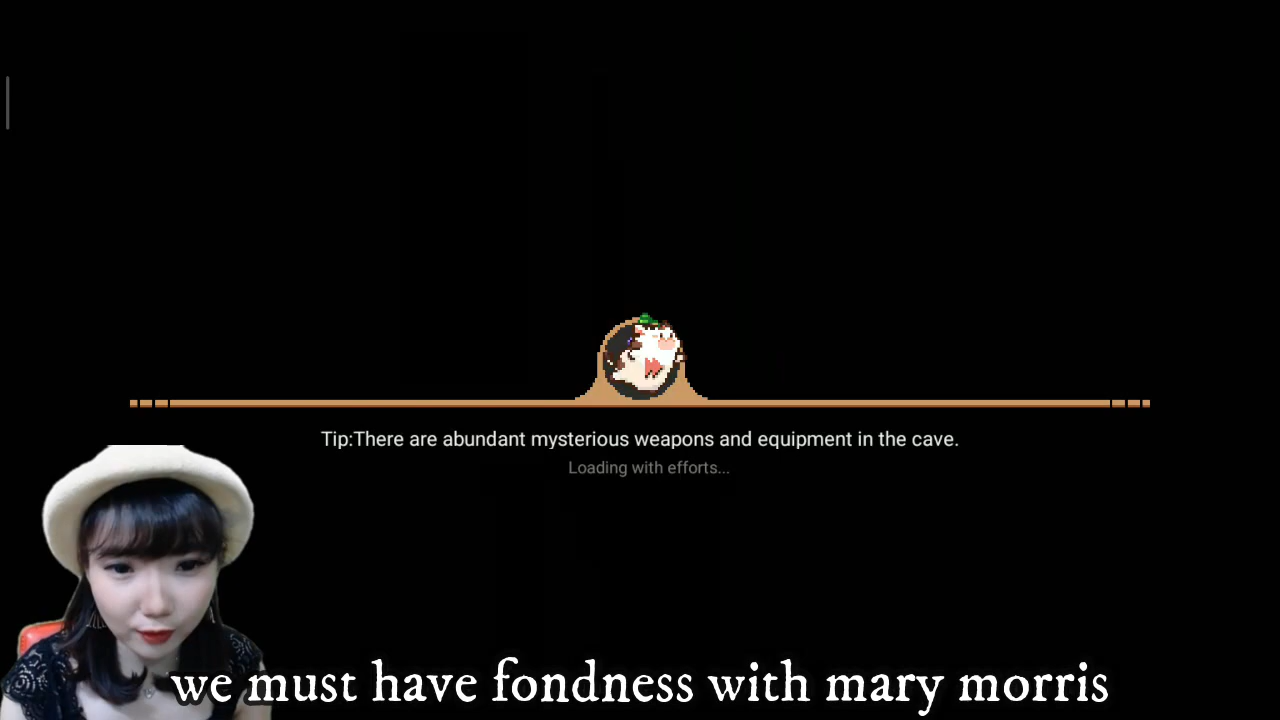 Tip:There are abundant mysterious weapons and equipment in the cave.
Loading with efforts...
we must have fondness with mary morris